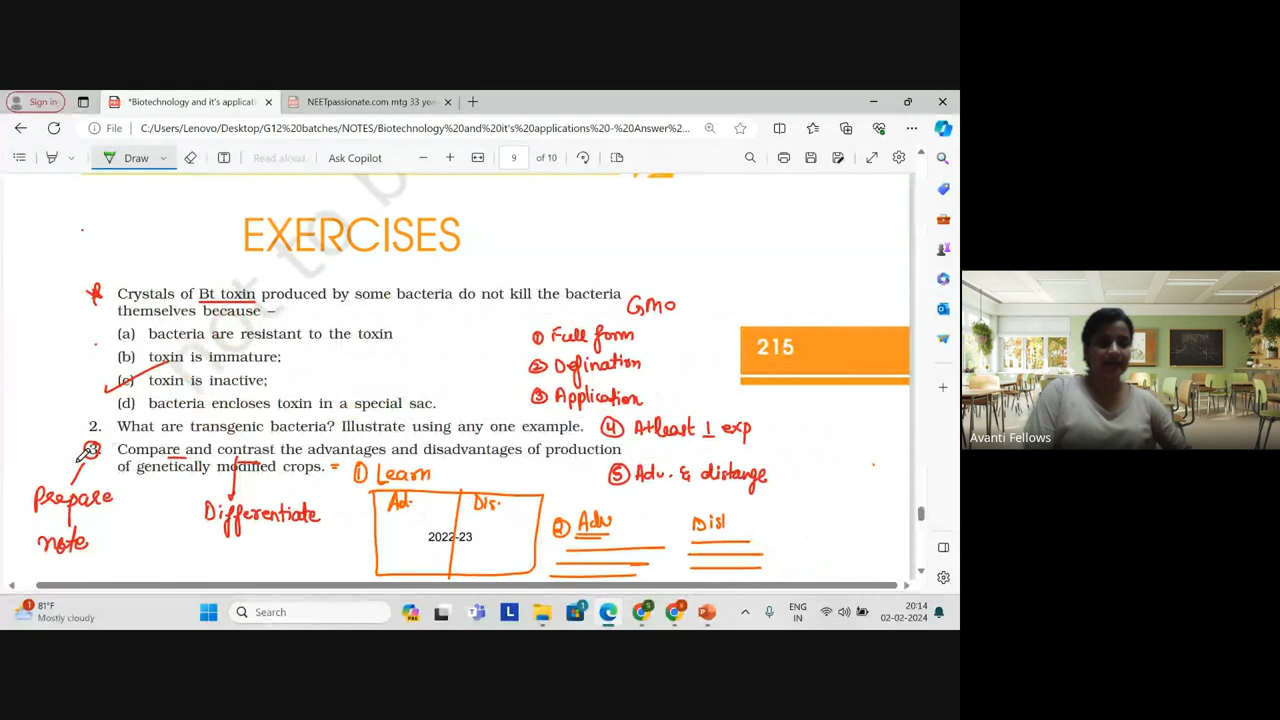 Sign in
*Biotechnology and it's applicati
NEETpassionate.com mtg 33 ye
File
C:/Users/Lenovo/Desktop/G12%20batches/NOTES/Biotechnology%20and%20it's%20applications%20-%20Answer%2...
Draw
Read aloud
Ask Copilot
9
of 10
not to b
EXERCISES
Crystals of Bt toxin produced by some bacteria do not kill the bacteria
themselves because –
(a) bacteria are resistant to the toxin
(b) toxin is immature;
(c) toxin is inactive;
(d) bacteria encloses toxin in a special sac.
2. What are transgenic bacteria? Illustrate using any one example.
3. Compare and contrast the advantages and disadvantages of production
of genetically modified crops. =
GMO
① Full form
② Defination
③ Application
④ Atleast 1 exp
⑤ Adv. & distange
215
Prepare
note
Differentiate
① Learn
Ad. Dis.
2022-23
② Adv
Disl
Avanti Fellows
1
81°F
Mostly cloudy
Search
ENG
IN
20:14
02-02-2024